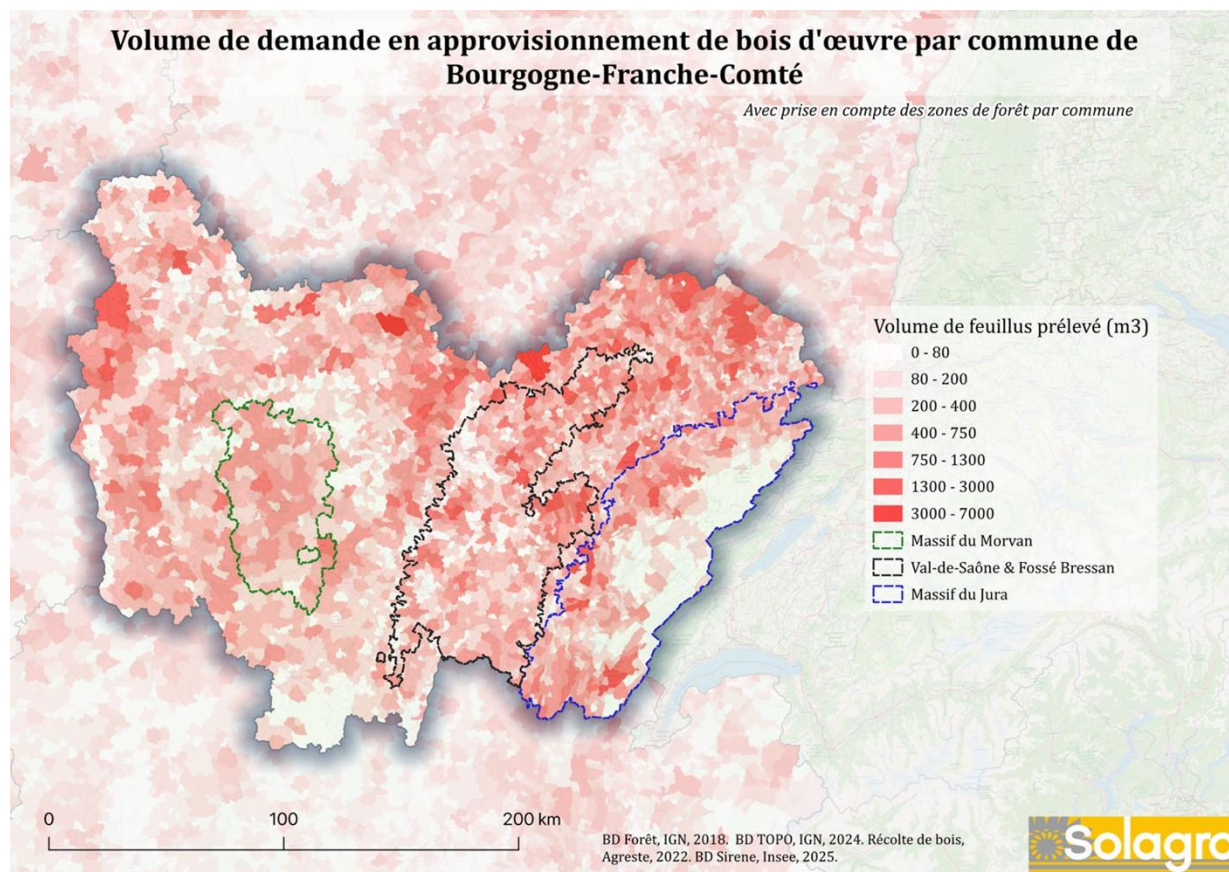 Volume de demande en approvisionnement de bois d'œuvre par commune de
Bourgogne-Franche-Comté
Avec prise en compte des zones de forêt par commune
Volume de feuillus prélevé (m3)
0 - 80
80 - 200
200 - 400
400 - 750
750 - 1300
1300 - 3000
3000 - 7000
Massif du Morvan
Val-de-Saône & Fossé Bressan
Massif du Jura
0 100 200 km
BD Forêt, IGN, 2018. BD TOPO, IGN, 2024. Récolte de bois,
Agreste, 2022. BD Sirene, Insee, 2025.
Solagro